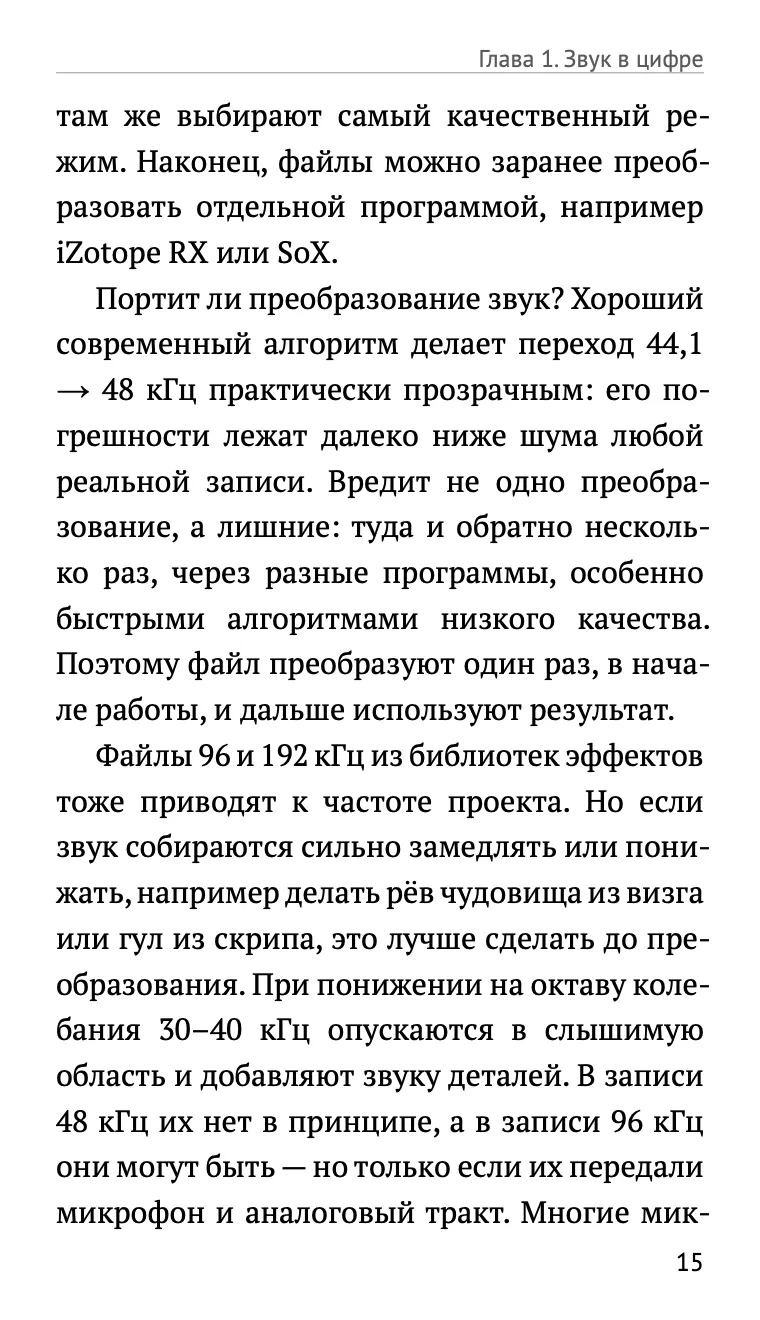 Глава 1. Звук в цифре
там же выбирают самый качественный ре-
жим. Наконец, файлы можно заранее преоб-
разовать отдельной программой, например
iZotope RX или SoX.
Портит ли преобразование звук? Хороший
современный алгоритм делает переход 44,1
→ 48 кГц практически прозрачным: его по-
грешности лежат далеко ниже шума любой
реальной записи. Вредит не одно преобра-
зование, а лишние: туда и обратно несколь-
ко раз, через разные программы, особенно
быстрыми алгоритмами низкого качества.
Поэтому файл преобразуют один раз, в нача-
ле работы, и дальше используют результат.
Файлы 96 и 192 кГц из библиотек эффектов
тоже приводят к частоте проекта. Но если
звук собираются сильно замедлять или пони-
жать, например делать рёв чудовища из визга
или гул из скрипа, это лучше сделать до пре-
образования. При понижении на октаву коле-
бания 30–40 кГц опускаются в слышимую
область и добавляют звуку деталей. В записи
48 кГц их нет в принципе, а в записи 96 кГц
они могут быть — но только если их передали
микрофон и аналоговый тракт. Многие мик-
15